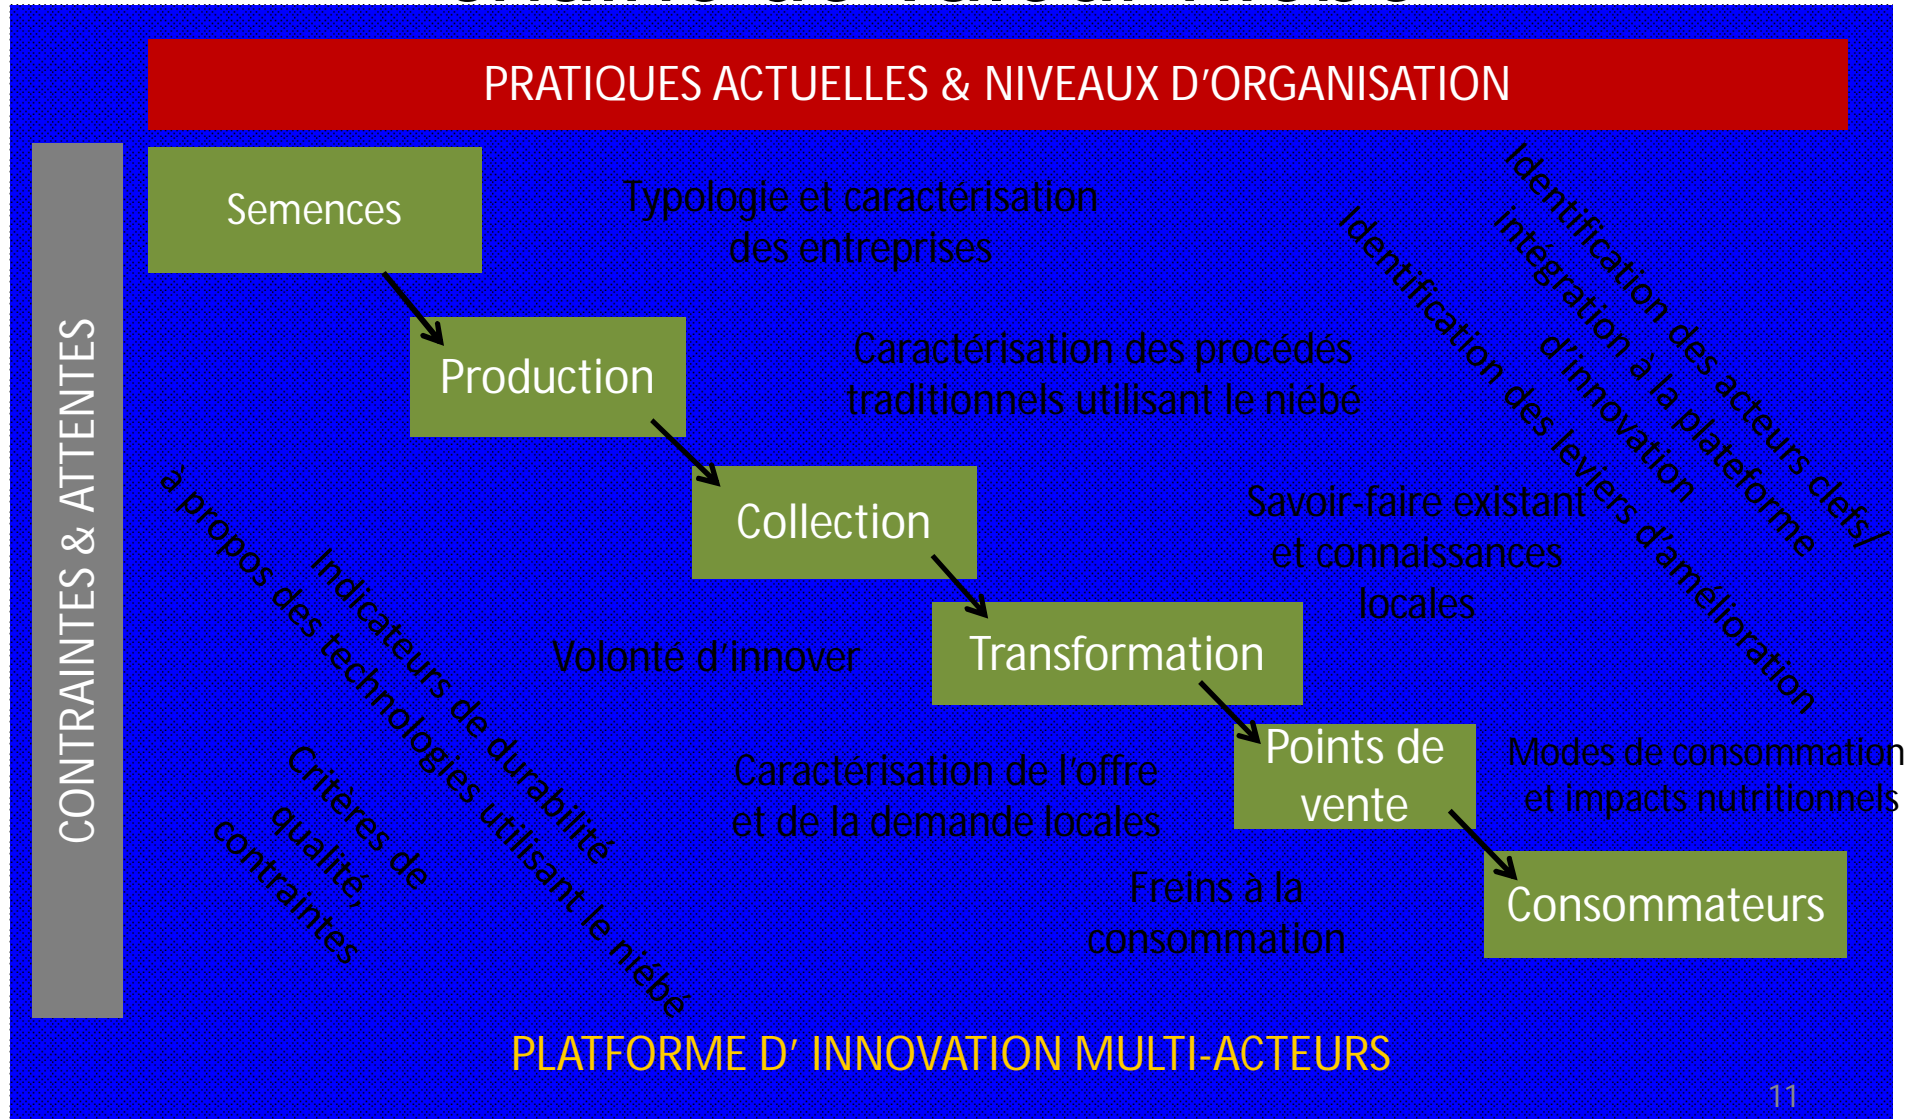 PRATIQUES ACTUELLES & NIVEAUX D'ORGANISATION
CONTRAINTES & ATTENTES
Semences
Typologie et caractérisation
des entreprises
Identification des acteurs clefs/
intégration à la plateforme
d'innovation
Identification des leviers d'amélioration
Production
Caractérisation des procédés
traditionnels utilisant le niébé
Collection
Savoir-faire existant
et connaissances
locales
à propos des technologies utilisant le niébé
Indicateurs de durabilité
Critères de
qualité,
contraintes
Volonté d'innover
Transformation
Caractérisation de l'offre
et de la demande locales
Points de
vente
Modes de consommation
et impacts nutritionnels
Freins à la
consommation
Consommateurs
PLATFORME D' INNOVATION MULTI-ACTEURS
11